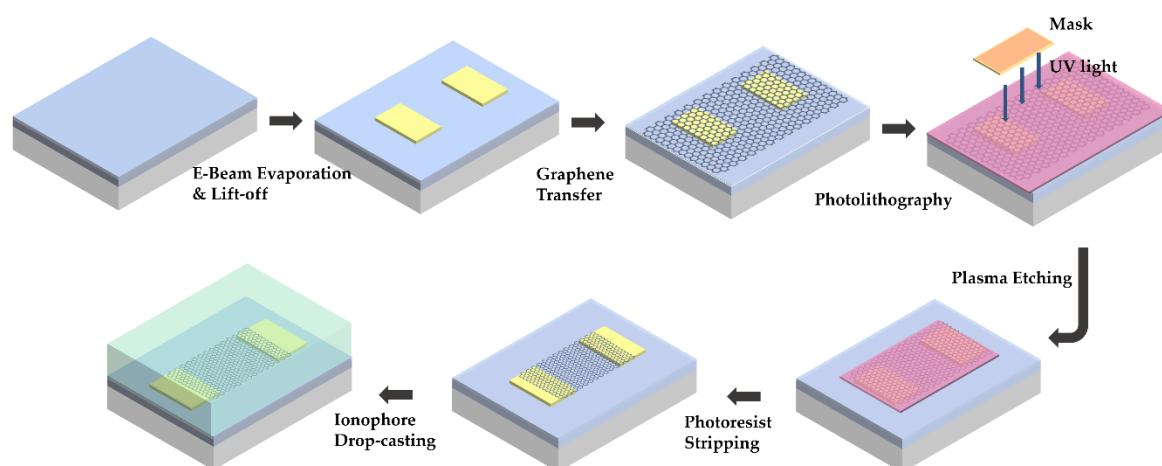 Mask
UV light
E-Beam Evaporation
& Lift-off
Graphene
Transfer
Photolithography
Plasma Etching
Ionophore
Drop-casting
Photoresist
Stripping